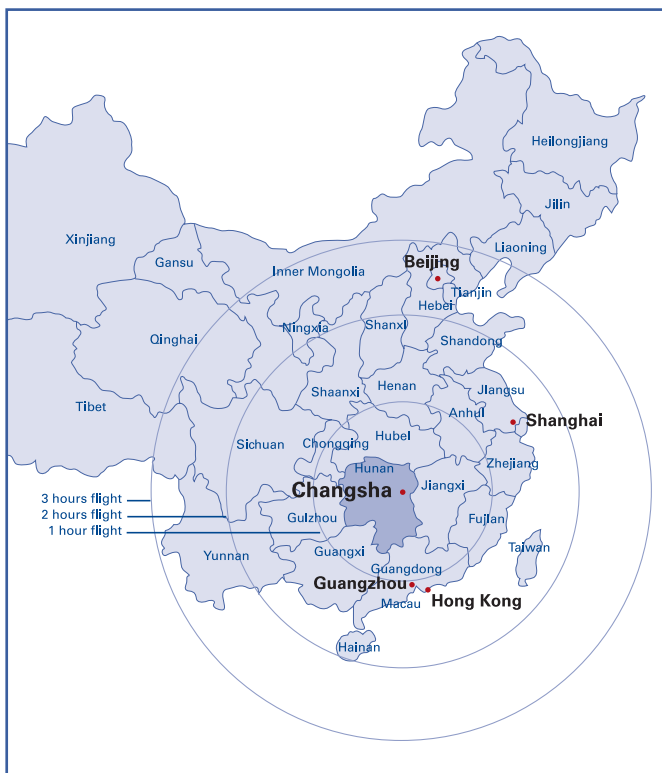 Heilongjiang
Jilin
Xinjiang
Liaoning
Gansu
Beijing
Inner Mongolia
Tianjin
Hebei
Ningxia
Shanxi
Qinghai
Shandong
Shaanxi
Henan
Jiangsu
Tibet
Anhul
Shanghai
Hubel
Sichuan
Chongqing
Zhejiang
Hunan
Changsha
Jiangxi
3 hours flight
2 hours flight
Guizhou
Fujian
1 hour flight
Yunnan
Guangxi
Taiwan
Guangdong
Guangzhou
Hong Kong
Macau
Hainan